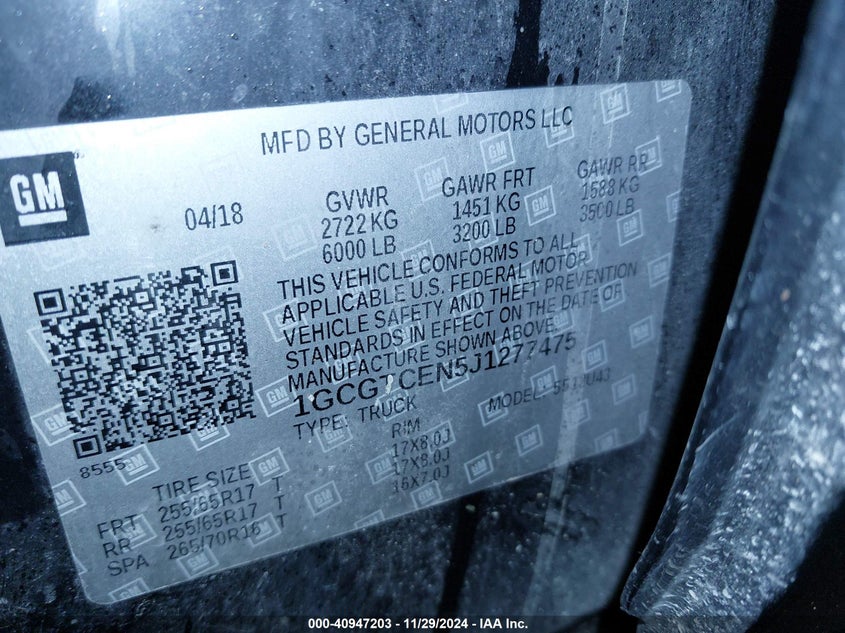 MFD BY GENERAL MOTORS LLC
GM
04/18
GVWR
2722 KG
6000 LB
GAWR FRT
1451 KG
3200 LB
GAWR RR
1588 KG
3500 LB
THIS VEHICLE CONFORMS TO ALL
APPLICABLE U.S. FEDERAL MOTOR
VEHICLE SAFETY AND THEFT PREVENTION
STANDARDS IN EFFECT ON THE DATE OF
MANUFACTURE SHOWN ABOVE.
1GCGTCEN5J1277475
TYPE: TRUCK
MODEL:
8555
TIRE SIZE
RIM
FRT 255/65R17 T 17X8.0J
RR 255/65R17 T 17X8.0J
SPA 265/70R16 T 16X7.0J
000-40947203 - 11/29/2024 - IAA Inc.